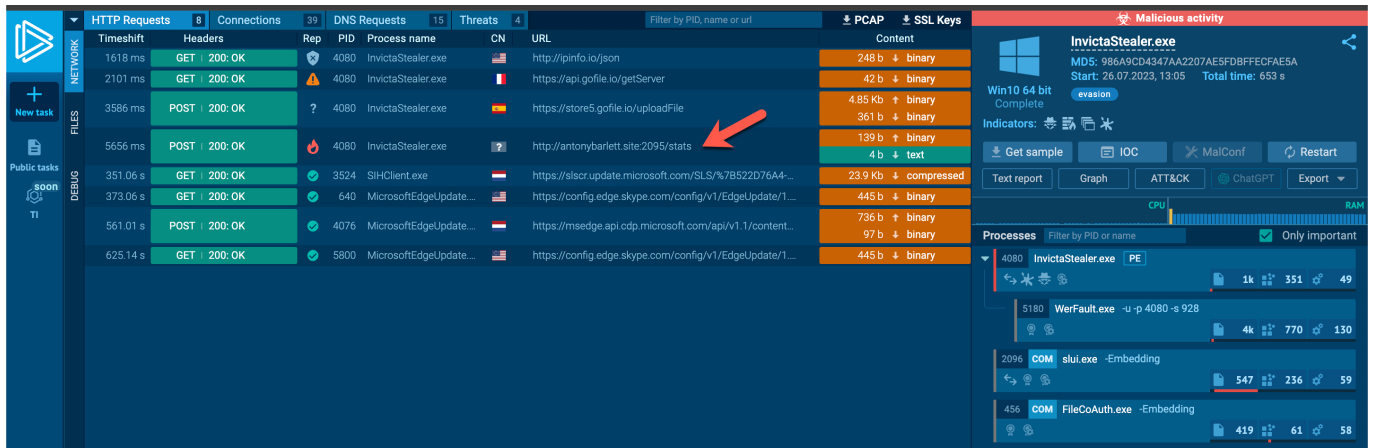 HTTP Requests 8 Connections 39 DNS Requests 15 Threats 4 Filter by PID, name or url PCAP SSL Keys
Timeshift Headers Rep PID Process name CN URL Content
1618 ms GET 200: OK 4080 InvictaStealer.exe http://ipinfo.io/json 248 b binary
2101 ms GET 200: OK 4080 InvictaStealer.exe https://api.gofile.io/getServer 42 b binary
3586 ms POST 200: OK ? 4080 InvictaStealer.exe https://store5.gofile.io/uploadFile 4.85 Kb binary
361 b binary
5656 ms POST 200: OK 4080 InvictaStealer.exe ? http://antonybarlett.site:2095/stats 139 b binary
4 b text
351.06 s GET 200: OK 3524 SIHClient.exe https://slscr.update.microsoft.com/SLS/%7B522D76A4-... 23.9 Kb compressed
373.06 s GET 200: OK 640 MicrosoftEdgeUpdate.... https://config.edge.skype.com/config/v1/EdgeUpdate/1.... 445 b binary
561.01 s POST 200: OK 4076 MicrosoftEdgeUpdate.... https://msedge.api.cdp.microsoft.com/api/v1.1/content... 736 b binary
97 b binary
625.14 s GET 200: OK 5800 MicrosoftEdgeUpdate.... https://config.edge.skype.com/config/v1/EdgeUpdate/1.... 445 b binary
New task
Public tasks
soon
TI
NETWORK
FILES
DEBUG
Malicious activity
InvictaStealer.exe
MD5: 986A9CD4347AA2207AE5FDBFFECFAE5A
Start: 26.07.2023, 13:05 Total time: 653 s
Win10 64 bit
Complete
evasion
Indicators:
Get sample IOC MalConf Restart
Text report Graph ATT&CK ChatGPT Export
CPU RAM
Processes Filter by PID or name Only important
4080 InvictaStealer.exe PE
1k 351 49
5180 WerFault.exe -u -p 4080 -s 928
4k 770 130
2096 COM slui.exe -Embedding
547 236 59
456 COM FileCoAuth.exe -Embedding
419 61 58